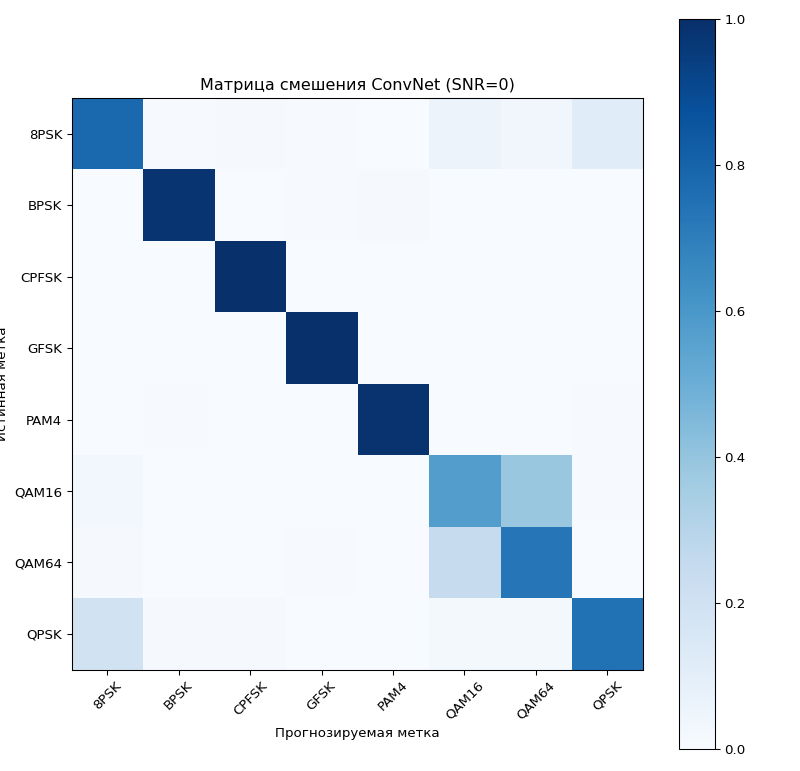 Матрица смешения ConvNet (SNR=0)
1.0
0.8
0.6
0.4
0.2
0.0
8PSK
BPSK
CPFSK
GFSK
PAM4
QAM16
QAM64
QPSK
8PSK
BPSK
CPFSK
GFSK
PAM4
QAM16
QAM64
QPSK
Прогнозируемая метка
Истинная метка